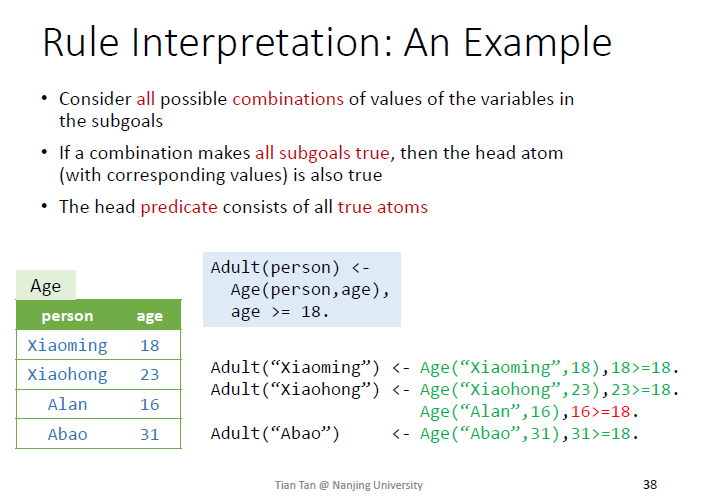 Rule Interpretation: An Example
• Consider all possible combinations of values of the variables in
the subgoals
• If a combination makes all subgoals true, then the head atom
(with corresponding values) is also true
• The head predicate consists of all true atoms
Age
person age
Xiaoming 18
Xiaohong 23
Alan 16
Abao 31
Adult(person) <-
Age(person,age),
age >= 18.
Adult(“Xiaoming”) <- Age(“Xiaoming”,18),18>=18.
Adult(“Xiaohong”) <- Age(“Xiaohong”,23),23>=18.
Age(“Alan”,16),16>=18.
Adult(“Abao”) <- Age(“Abao”,31),31>=18.
Tian Tan @ Nanjing University
38